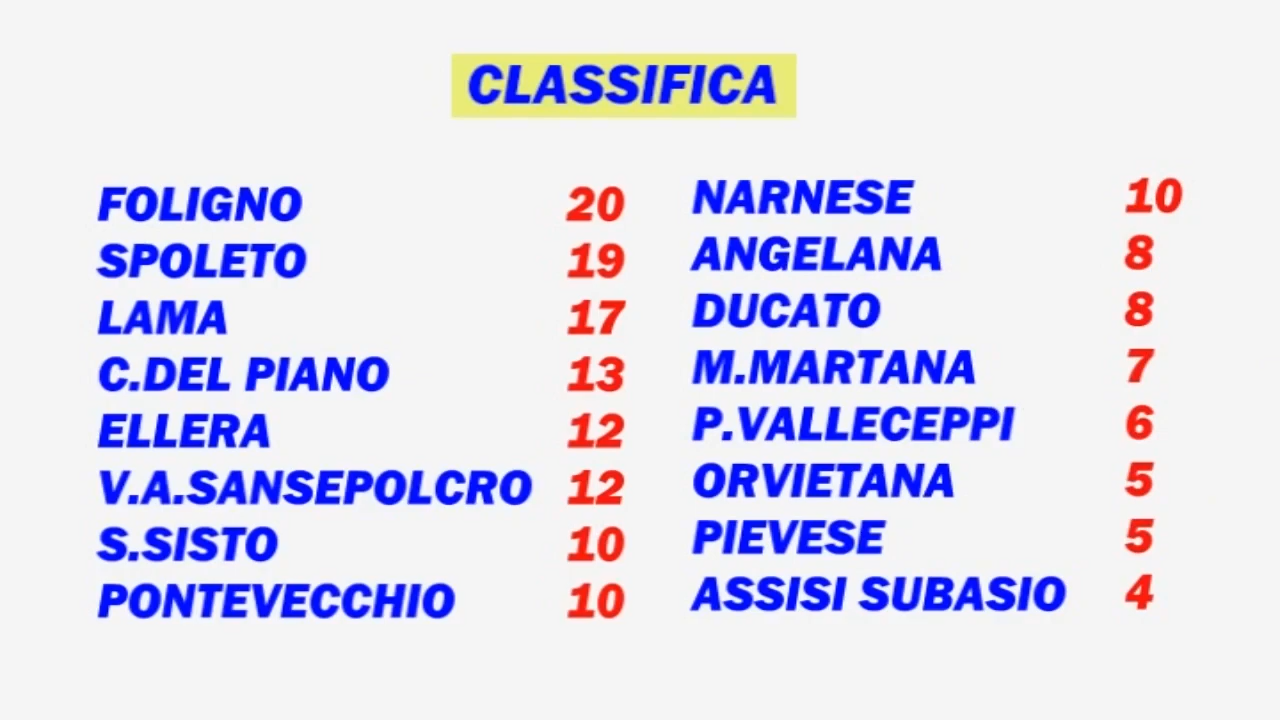 CLASSIFICA
FOLIGNO 20
SPOLETO 19
LAMA 17
C.DEL PIANO 13
ELLERA 12
V.A.SANSEPOLCRO 12
S.SISTO 10
PONTEVECCHIO 10
NARNESE 10
ANGELANA 8
DUCATO 8
M.MARTANA 7
P.VALLECEPPI 6
ORVIETANA 5
PIEVESE 5
ASSISI SUBASIO 4